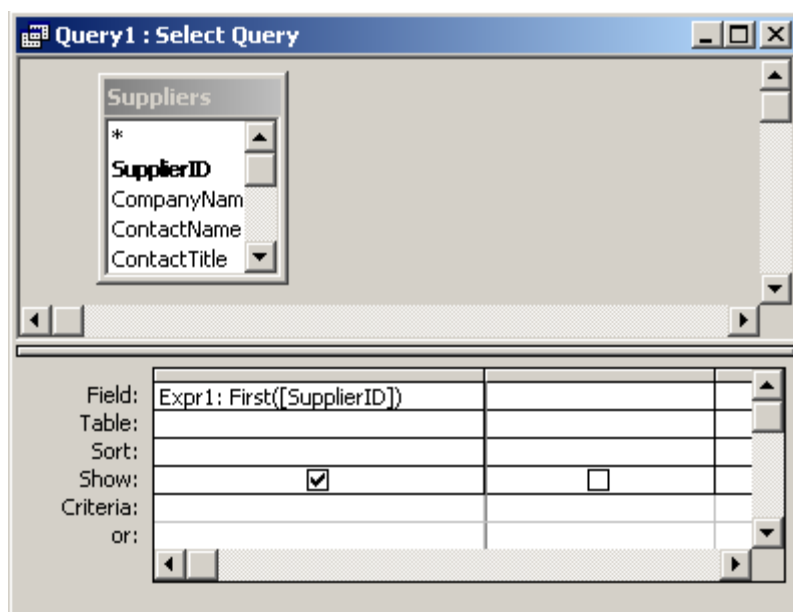 Query1 : Select Query
Suppliers
*
SupplierID
CompanyNam
ContactName
ContactTitle
Field: Expr1: First([SupplierID])
Table:
Sort:
Show:
Criteria:
or: